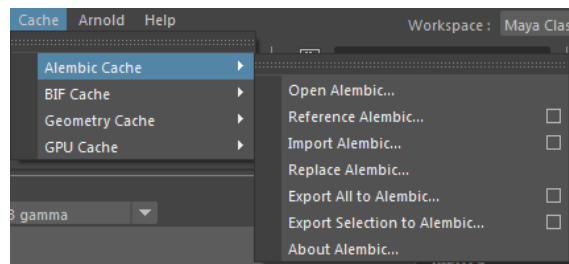 Cache Arnold Help
Workspace : Maya Clas
Alembic Cache
BIF Cache
Geometry Cache
GPU Cache
Open Alembic...
Reference Alembic...
Import Alembic...
Replace Alembic...
Export All to Alembic...
Export Selection to Alembic...
About Alembic...
gamma